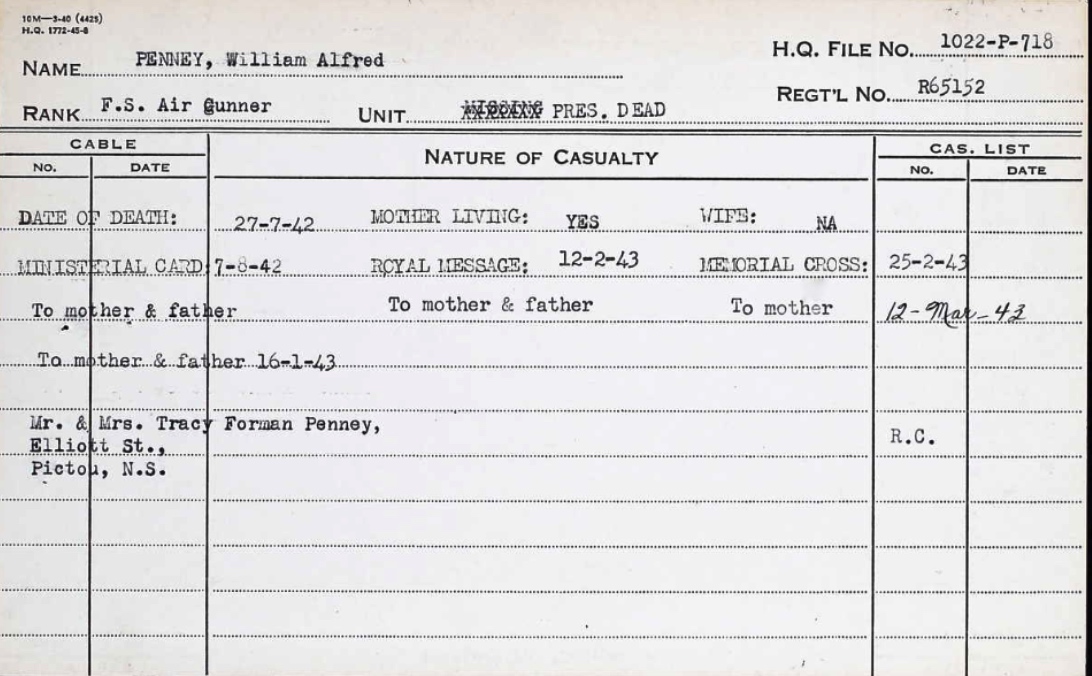 10M—3-40 (4425)
H.Q. 1772-45-8
NAME PENNEY, William Alfred
H.Q. FILE NO. 1022-P-718
REGT'L NO. R65152
RANK F.S. Air Gunner UNIT MISSING PRES. DEAD
CABLE NATURE OF CASUALTY CAS. LIST
NO. DATE NO. DATE
DATE OF DEATH: 27-7-42 MOTHER LIVING: YES WIFE: NA
MINISTERIAL CARD: 7-8-42 ROYAL MESSAGE: 12-2-43 MEMORIAL CROSS: 25-2-43
To mother & father To mother & father To mother 12-Mar-43
To mother & father 16-1-43
Mr. & Mrs. Tracy Forman Penney,
Elliott St., R.C.
Pictou, N.S.